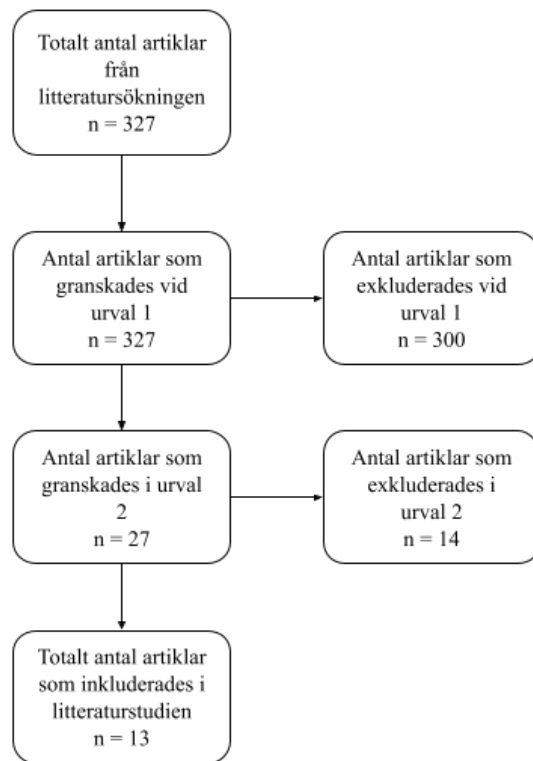 Totalt antal artiklar
från
litteratursökningen
n = 327
Antal artiklar som
granskades vid
urval 1
n = 327
Antal artiklar som
exkluderades vid
urval 1
n = 300
Antal artiklar som
granskades i urval
2
n = 27
Antal artiklar som
exkluderades i
urval 2
n = 14
Totalt antal artiklar
som inkluderades i
litteraturstudien
n = 13